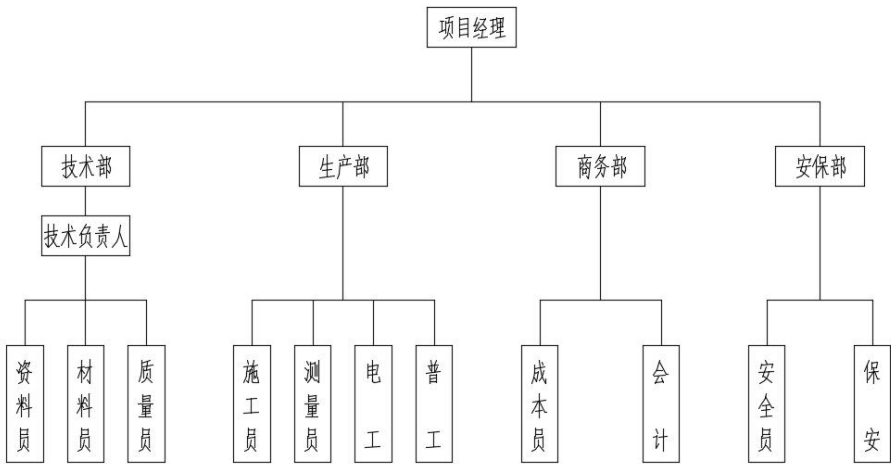 项目经理
技术部
生产部
商务部
安保部
技术负责人
资料员
材料员
质量员
施工员
测量员
电工
普工
成本员
会计
安全员
保安